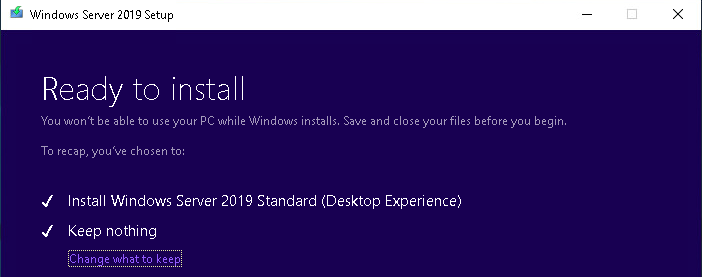 Windows Server 2019 Setup
Ready to install
You won't be able to use your PC while Windows installs. Save and close your files before you begin.
To recap, you've chosen to:
Install Windows Server 2019 Standard (Desktop Experience)
Keep nothing
Change what to keep